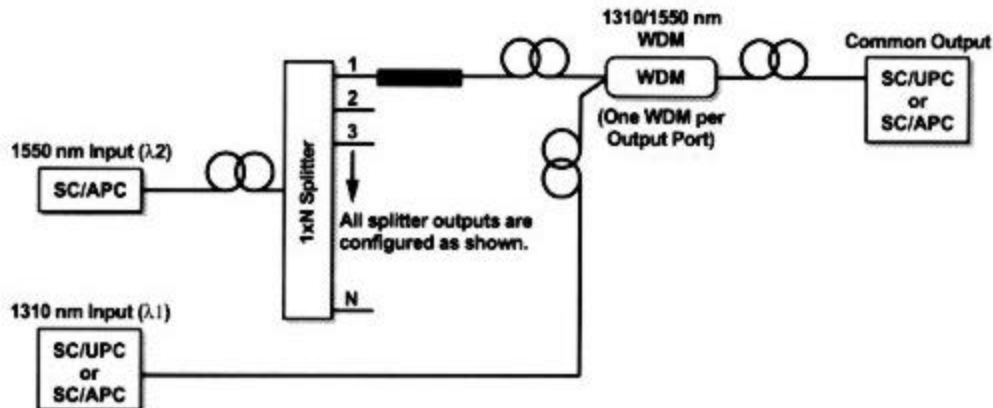 1310/1550 nm
WDM
WDM
(One WDM per
Output Port)
Common Output
SC/UPC
or
SC/APC
1
2
3
N
1xN Splitter
All splitter outputs are
configured as shown.
1550 nm Input (λ2)
SC/APC
1310 nm Input (λ1)
SC/UPC
or
SC/APC